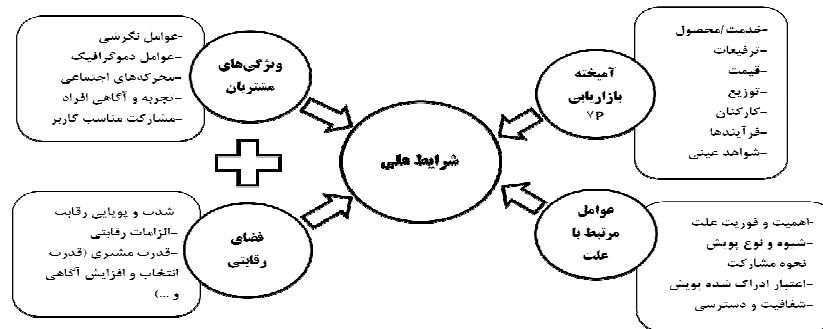 -خدمت/محصول
-ترفیعات
-قیمت
-توزیع
-کارکنان
-فرآیندها
-شواهد عینی
آمیخته
بازاریابی
۷P
-عوامل نگرشی
-عوامل دموگرافیک
-محرکه‌های اجتماعی
-تجربه و آگاهی افراد
-مشارکت مناسب کاربر
ویژگی‌های
مشتریان
شرایط علی
عوامل
مرتبط با
علت
-اهمیت و فوریت علت
-شیوه و نوع پویش
نحوه مشارکت
-اعتبار ادراک شده پویش
-شفافیت و دسترسی
فضای
رقابتی
شدت و پویایی رقابت
-الزامات رقابتی
-قدرت مشتری (قدرت
انتخاب و افزایش آگاهی
و ...)